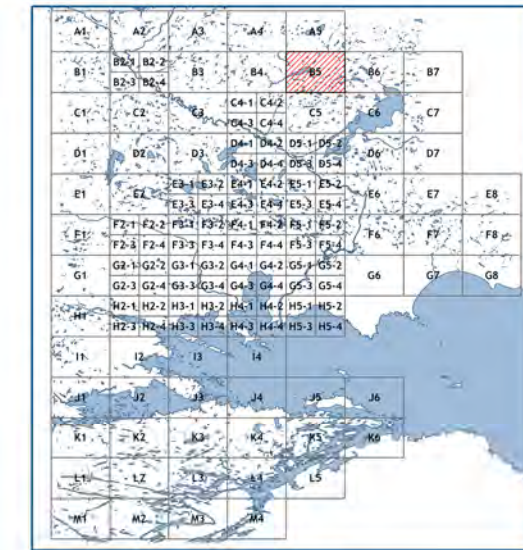 A1 A2 A3 A4 A5
B1 B2-1 B2-2 B3 B4 B5 B6 B7
B2-3 B2-4
C1 C2 C3 C4-1 C4-2 C5 C6 C7
C4-3 C4-4
D1 D2 D3 D4-1 D4-2 D5-1 D5-2 D6 D7
D4-3 D4-4 D5-3 D5-4
E1 E2 E3-1 E3-2 E4-1 E4-2 E5-1 E5-2 E6 E7 E8
E3-3 E3-4 E4-3 E4-4 E5-3 E5-4
F1 F2-1 F2-2 F3-1 F3-2 F4-1 F4-2 F5-1 F5-2 F6 F7 F8
F2-3 F2-4 F3-3 F3-4 F4-3 F4-4 F5-3 F5-4
G1 G2-1 G2-2 G3-1 G3-2 G4-1 G4-2 G5-1 G5-2 G6 G7 G8
G2-3 G2-4 G3-3 G3-4 G4-3 G4-4 G5-3 G5-4
H1 H2-1 H2-2 H3-1 H3-2 H4-1 H4-2 H5-1 H5-2
H2-3 H2-4 H3-3 H3-4 H4-3 H4-4 H5-3 H5-4
I1 I2 I3 I4
J1 J2 J3 J4 J5 J6
K1 K2 K3 K4 K5 K6
L1 L2 L3 L4 L5
M1 M2 M3 M4